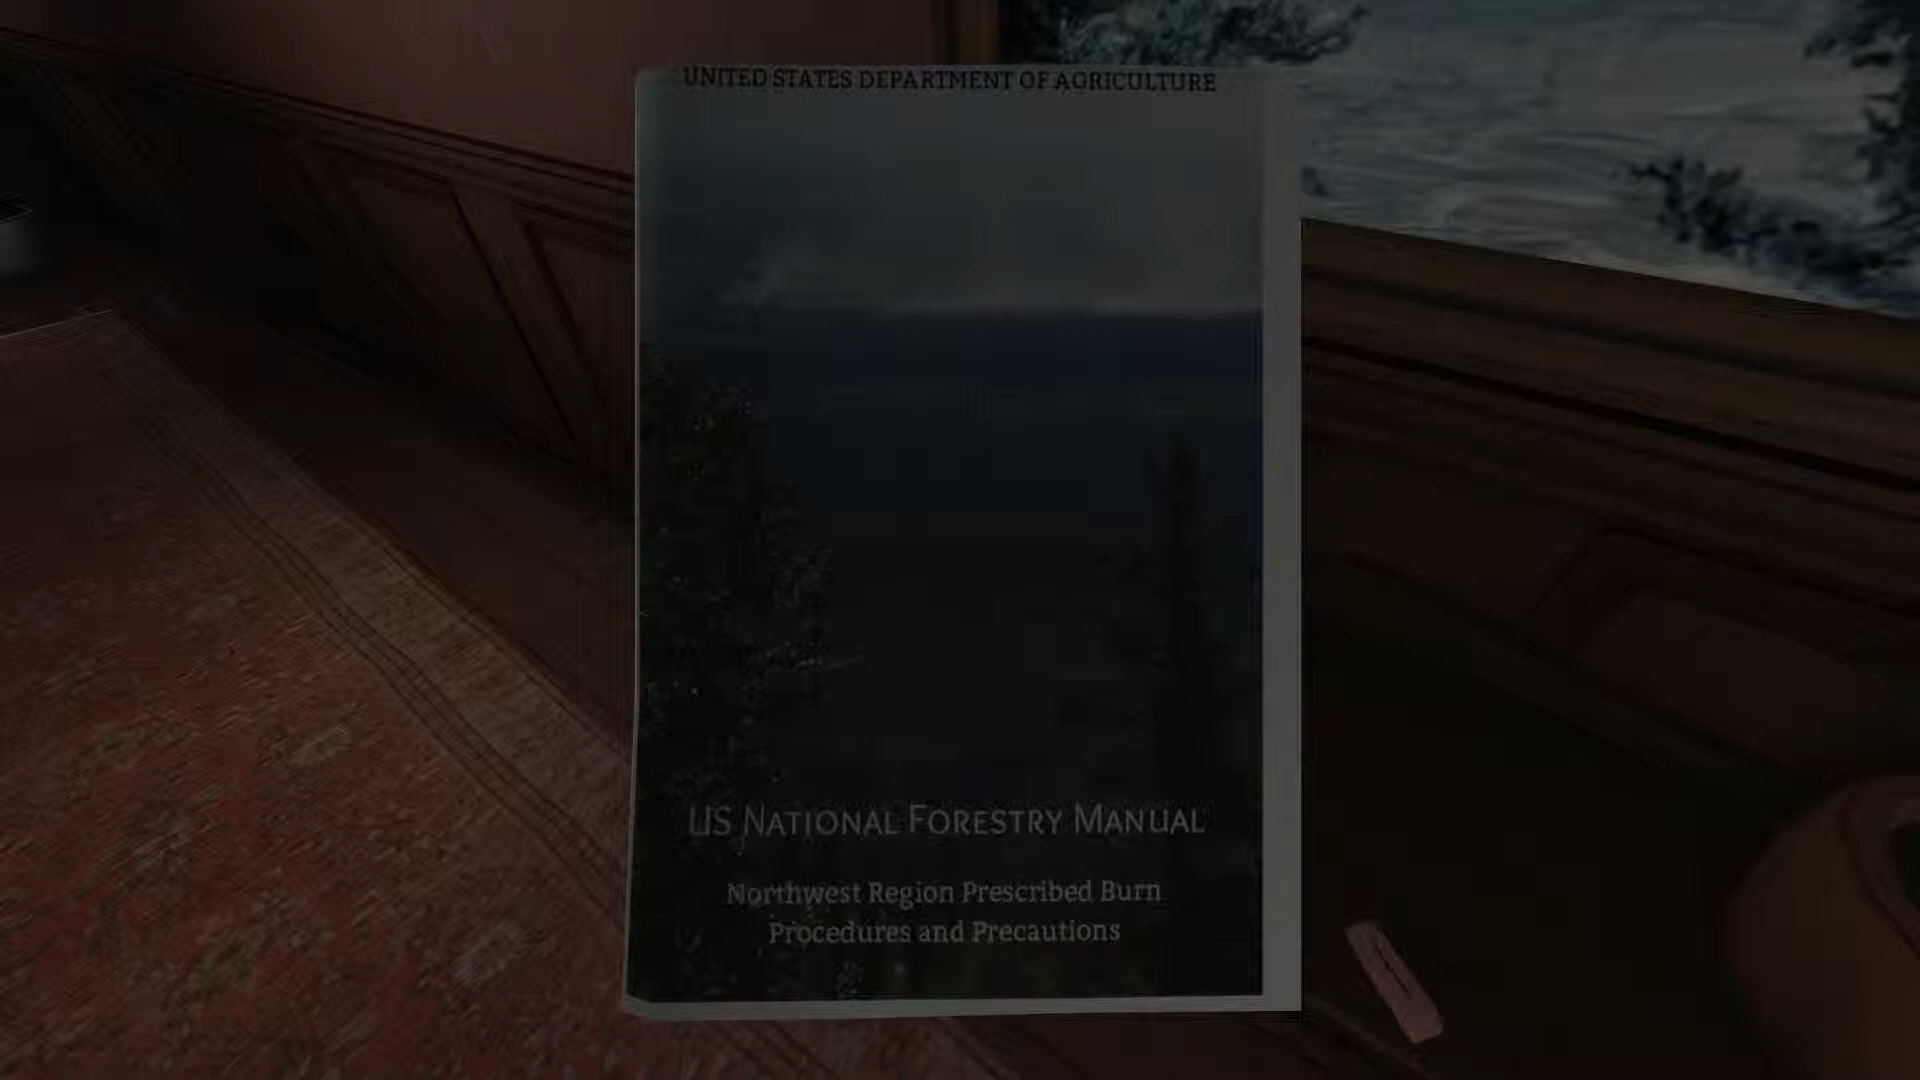 UNITED STATES DEPARTMENT OF AGRICULTURE
US NATIONAL FORESTRY MANUAL
Northwest Region Prescribed Burn
Procedures and Precautions